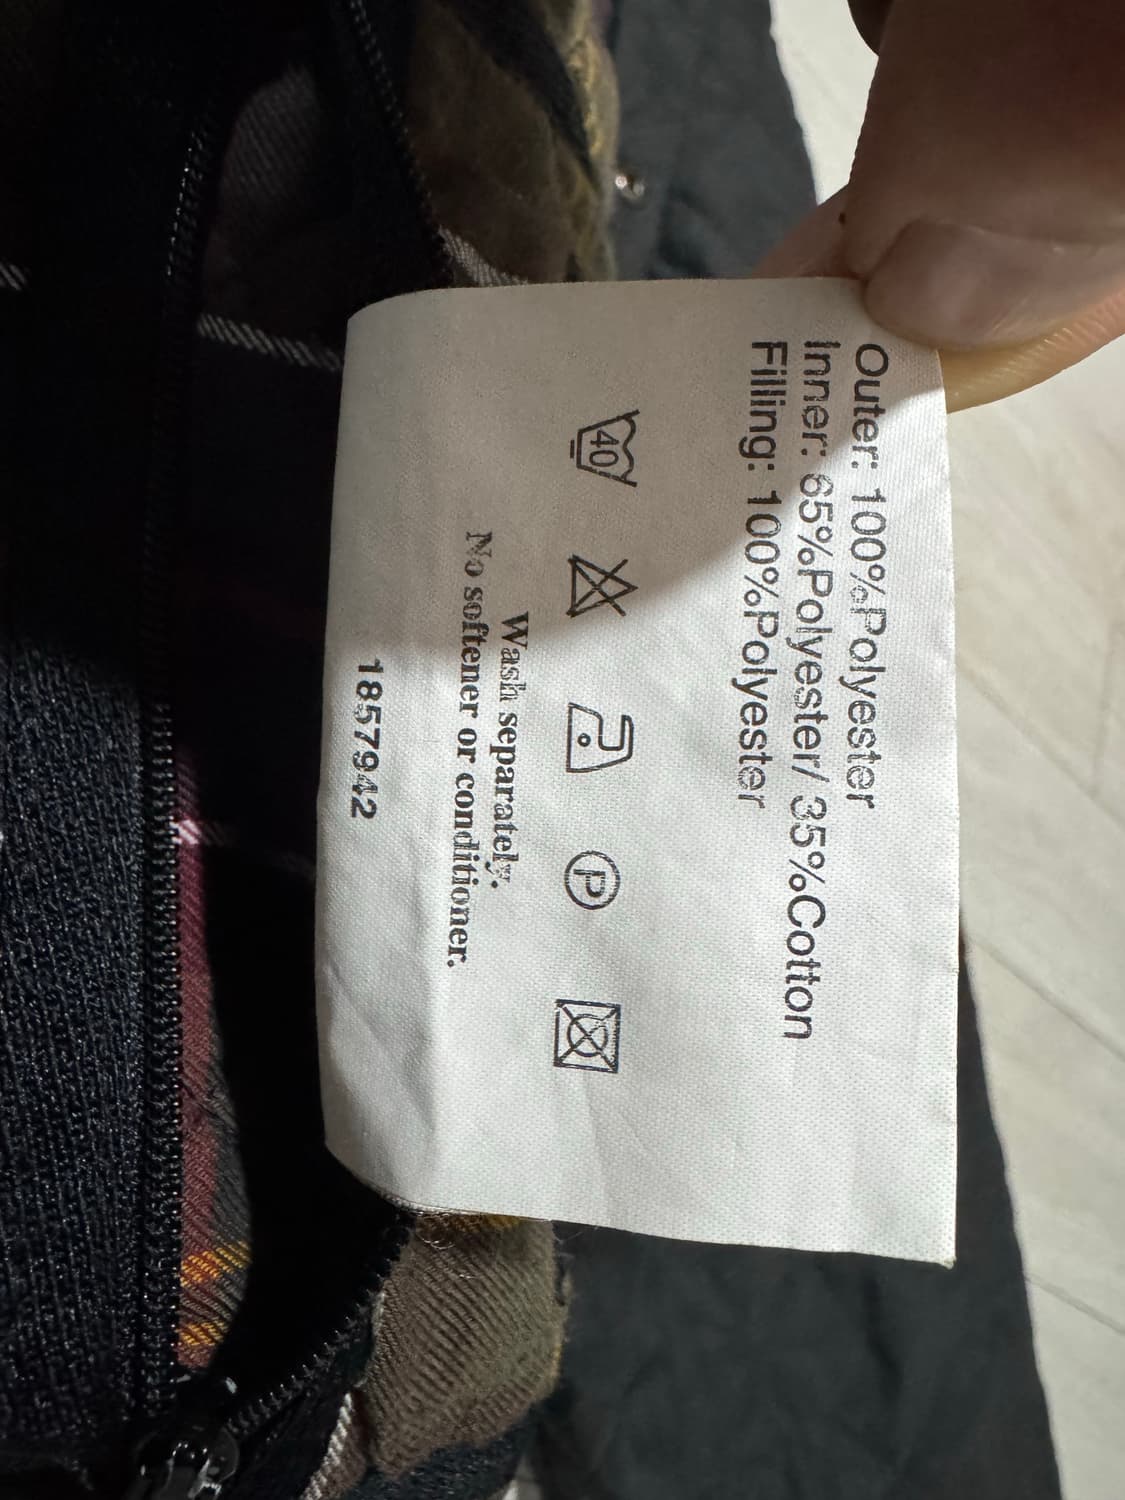 Outer: 100%Polyester
Inner: 65%Polyester/ 35%Cotton
Filling: 100%Polyester
40
P
Wash separately.
No softener or conditioner.
1857942